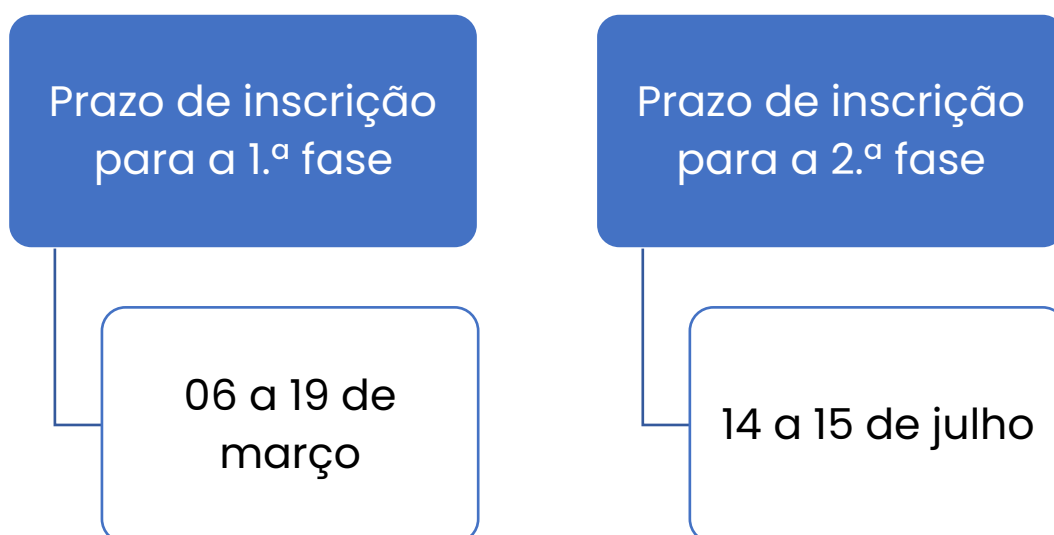 Prazo de inscrição
para a 1.ª fase
06 a 19 de
março
Prazo de inscrição
para a 2.ª fase
14 a 15 de julho